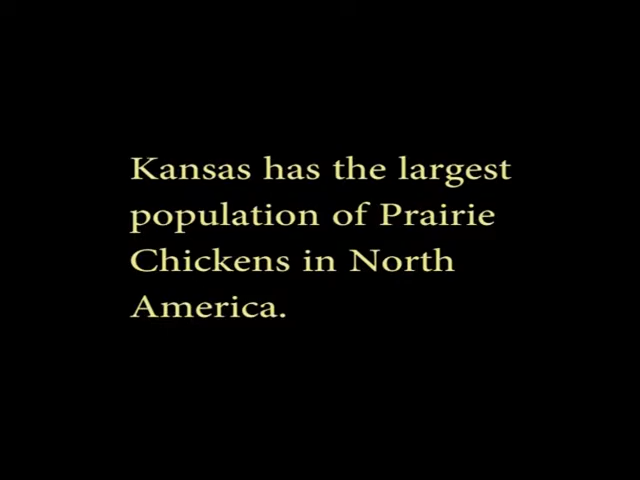 Kansas has the largest
population of Prairie
Chickens in North
America.